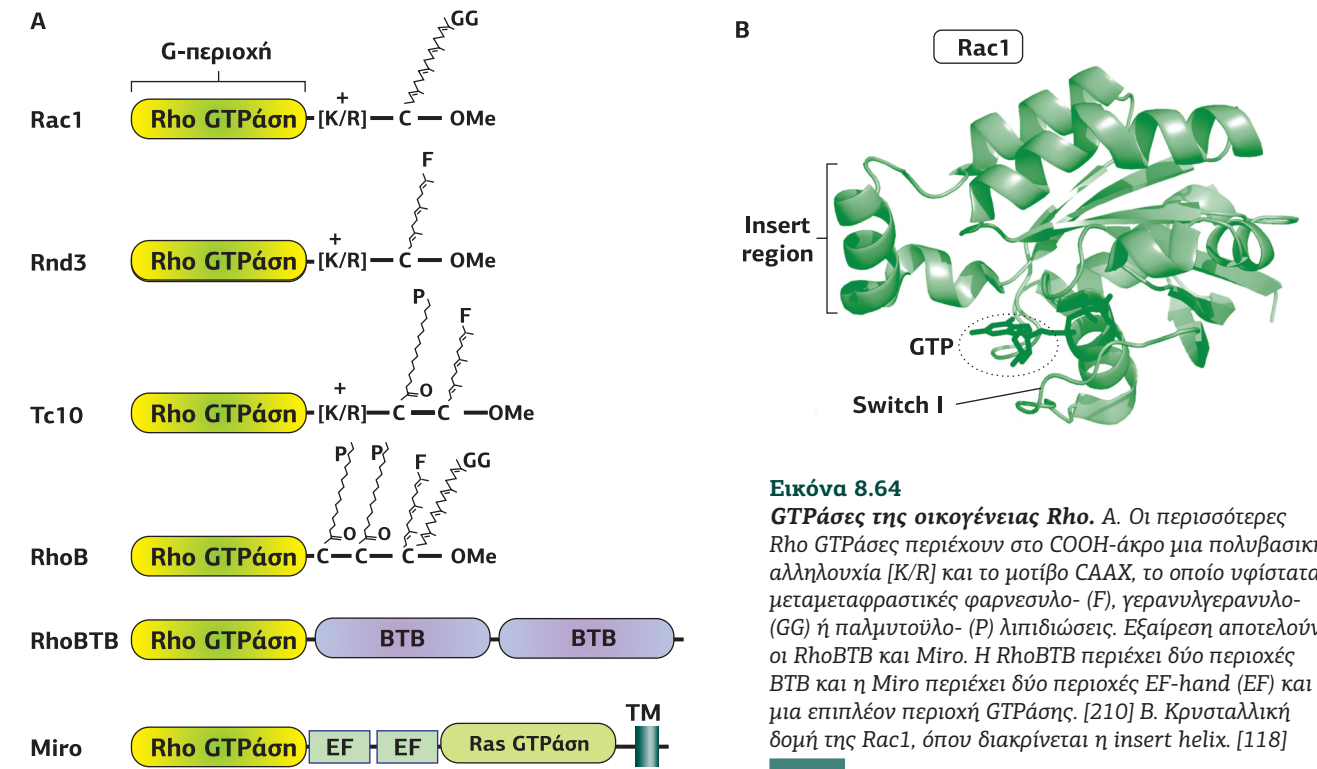 A
GG
G-περιοχή
+
Rac1 Rho GTPάση [K/R] C OMe
F
+
Rnd3 Rho GTPάση [K/R] C OMe
P
F
+
O
Tc10 Rho GTPάση [K/R] C C OMe
P P F GG
O O
RhoB Rho GTPάση C C C OMe
RhoBTB Rho GTPάση BTB BTB
TM
Miro Rho GTPάση EF EF Ras GTPάση
B
Rac1
Insert
region
GTP
Switch I
Εικόνα 8.64
GTPάσες της οικογένειας Rho. Α. Οι περισσότερες
Rho GTPάσες περιέχουν στο COOH-άκρο μια πολυβασικ
αλληλουχία [K/R] και το μοτίβο CAAX, το οποίο υφίστατα
μεταμεταφραστικές φαρνεσυλο- (F), γερανυλγερανυλο-
(GG) ή παλμυτοϋλο- (P) λιπιδιώσεις. Εξαίρεση αποτελούν
οι RhoBTB και Miro. Η RhoBTB περιέχει δύο περιοχές
BTB και η Miro περιέχει δύο περιοχές EF-hand (EF) και
μια επιπλέον περιοχή GTPάσης. [210] Β. Κρυσταλλική
δομή της Rac1, όπου διακρίνεται η insert helix. [118]